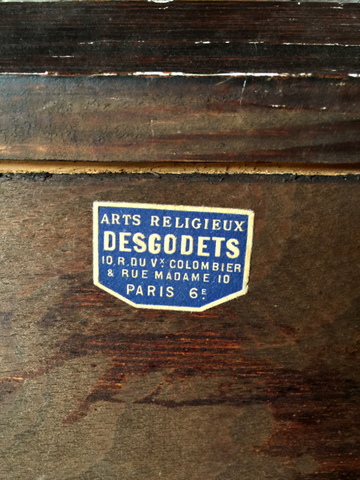 ARTS RELIGIEUX
DESGODETS
10.R.DU Vx. COLOMBIER
& RUE MADAME.10
PARIS 6E.